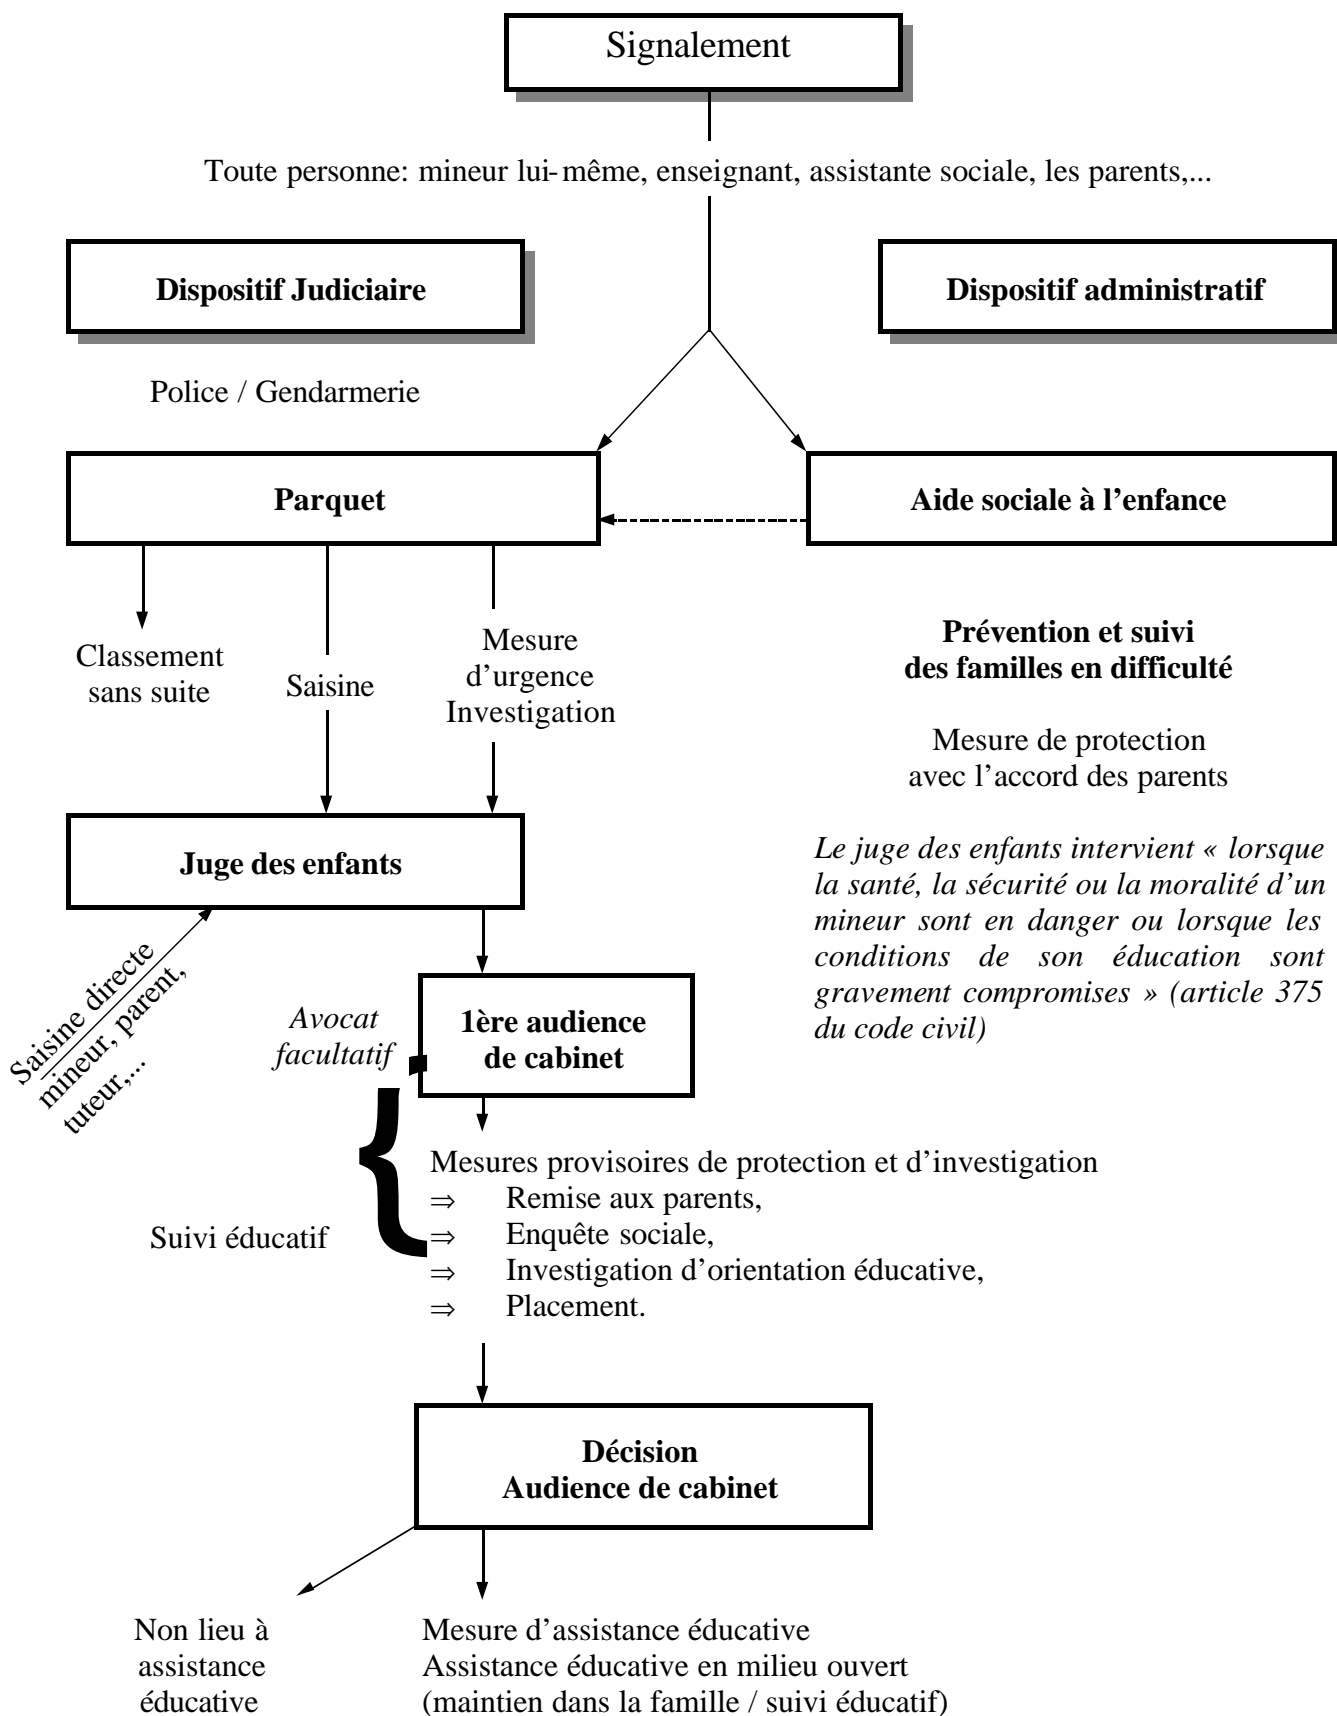 Signalement
Toute personne: mineur lui-même, enseignant, assistante sociale, les parents,...
Dispositif Judiciaire
Dispositif administratif
Police / Gendarmerie
Parquet
Aide sociale à l’enfance
Classement
sans suite
Saisine
Mesure
d’urgence
Investigation
Prévention et suivi
des familles en difficulté
Mesure de protection
avec l’accord des parents
Juge des enfants
Le juge des enfants intervient « lorsque
la santé, la sécurité ou la moralité d’un
mineur sont en danger ou lorsque les
conditions de son éducation sont
gravement compromises » (article 375
du code civil)
Saisine directe
mineur, parent,
tuteur,...
Avocat
facultatif
1ère audience
de cabinet
Suivi éducatif
Mesures provisoires de protection et d’investigation
⇒ Remise aux parents,
⇒ Enquête sociale,
⇒ Investigation d’orientation éducative,
⇒ Placement.
Décision
Audience de cabinet
Non lieu à
assistance
éducative
Mesure d’assistance éducative
Assistance éducative en milieu ouvert
(maintien dans la famille / suivi éducatif)